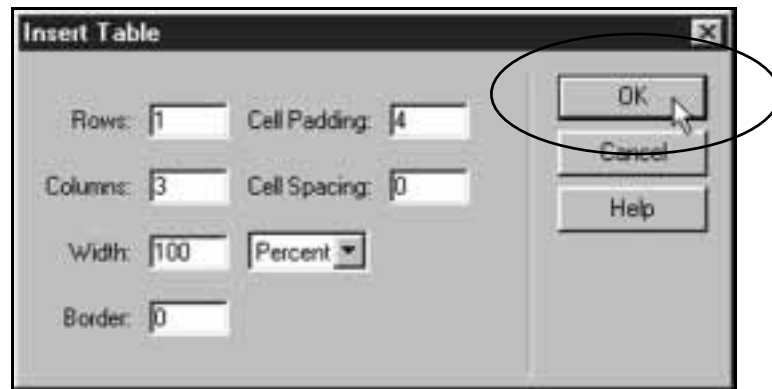 Insert Table
Rows: 1 Cell Padding: 4 OK
Cancel
Columns: 3 Cell Spacing: 0
Help
Width: 100 Percent
Border: 0